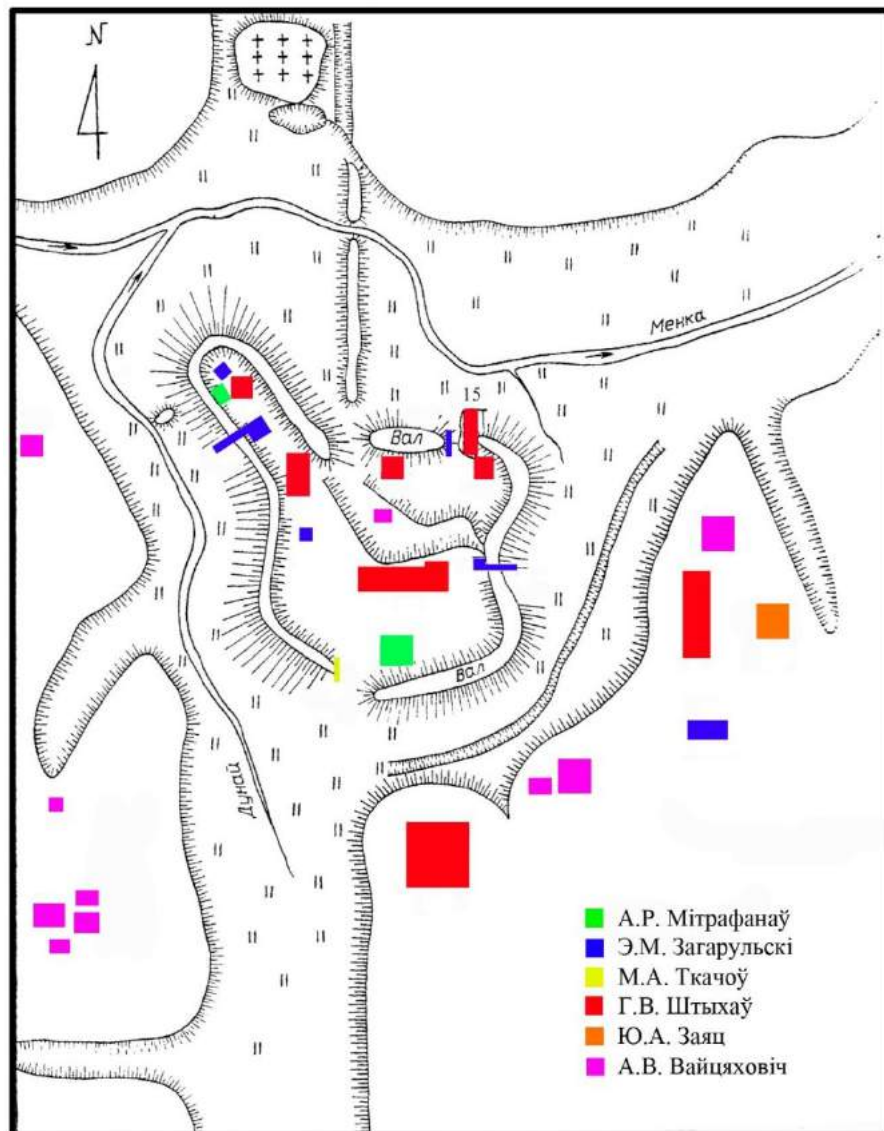 N
Менка
15
Вал
Вал
Дунай
А.Р. Мітрафанаў
Э.М. Загарульскі
М.А. Ткачоў
Г.В. Штыхаў
Ю.А. Заяц
А.В. Вайцяховіч